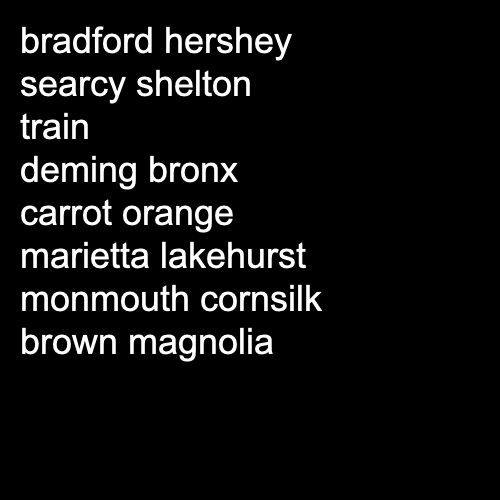 bradford hershey
searcy shelton
train
deming bronx
carrot orange
marietta lakehurst
monmouth cornsilk
brown magnolia